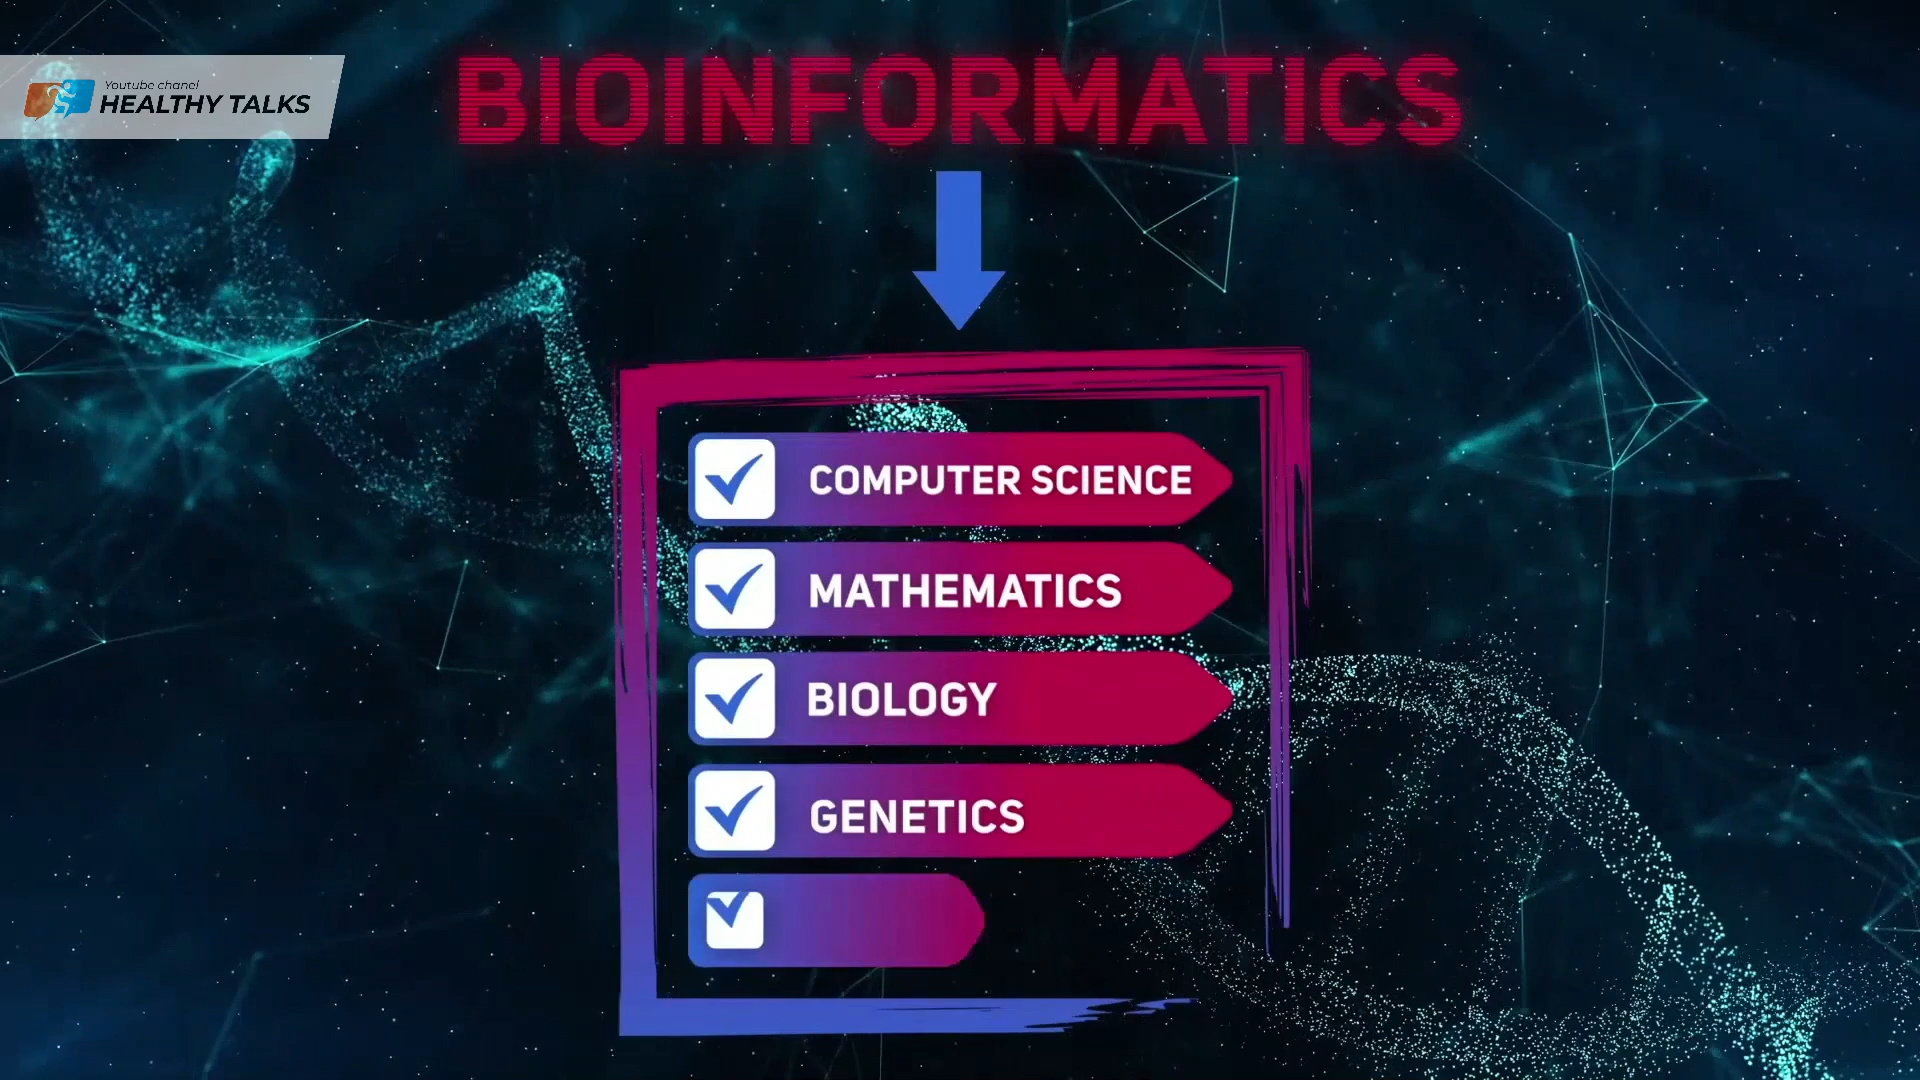 Youtube chanel
HEALTHY TALKS
BIOINFORMATICS
COMPUTER SCIENCE
MATHEMATICS
BIOLOGY
GENETICS